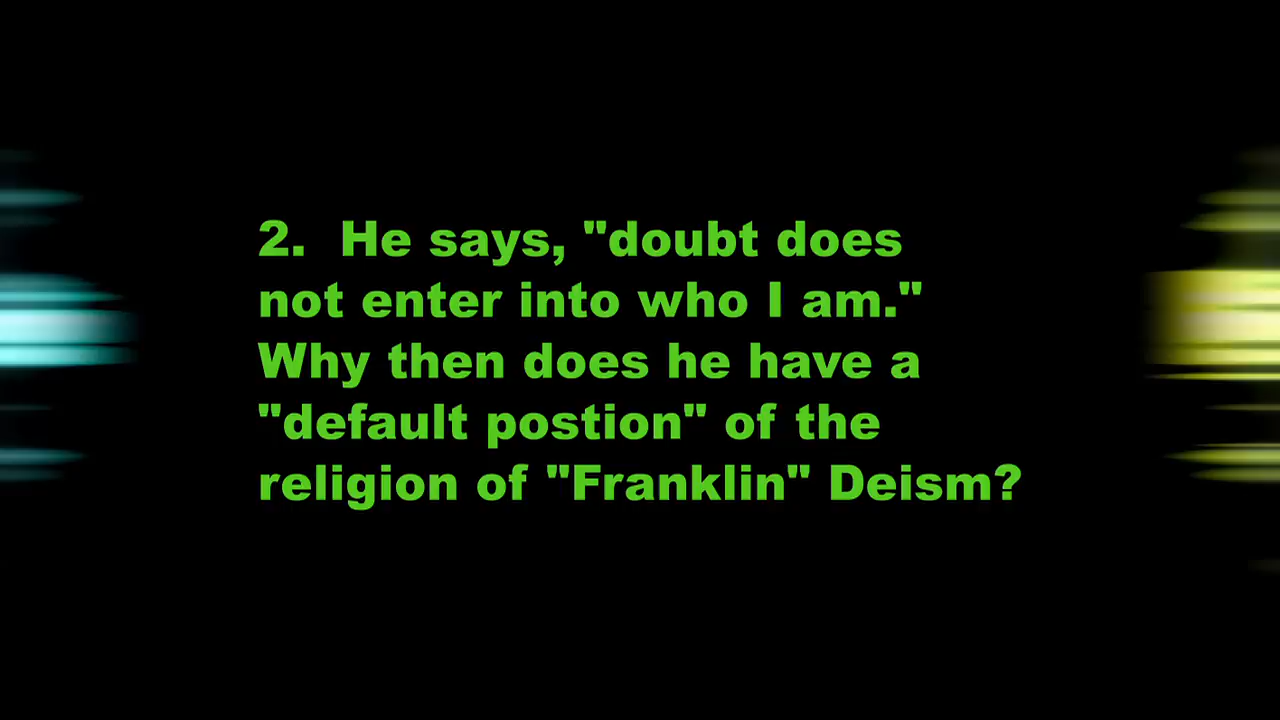 2.  He says, "doubt does
not enter into who I am."
Why then does he have a
"default postion" of the
religion of "Franklin" Deism?